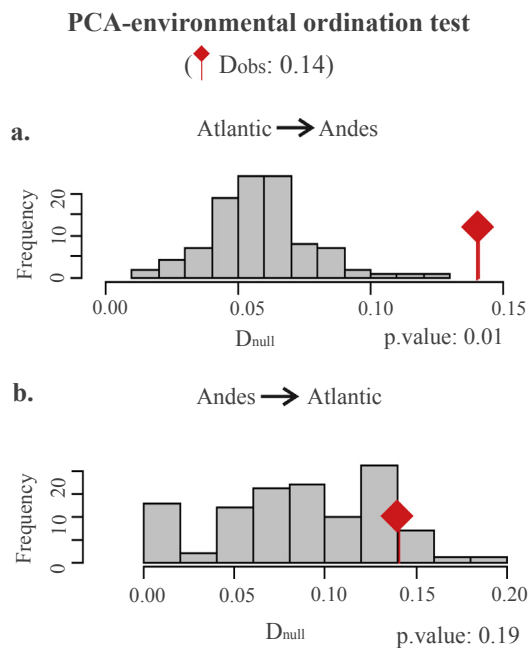 PCA-environmental ordination test
( Dobs: 0.14)
a.
Atlantic → Andes
Frequency
0 10 20
0.00 0.05 0.10 0.15
Dnull
p.value: 0.01
b.
Andes → Atlantic
Frequency
0 10 20
0.00 0.05 0.10 0.15 0.20
Dnull
p.value: 0.19